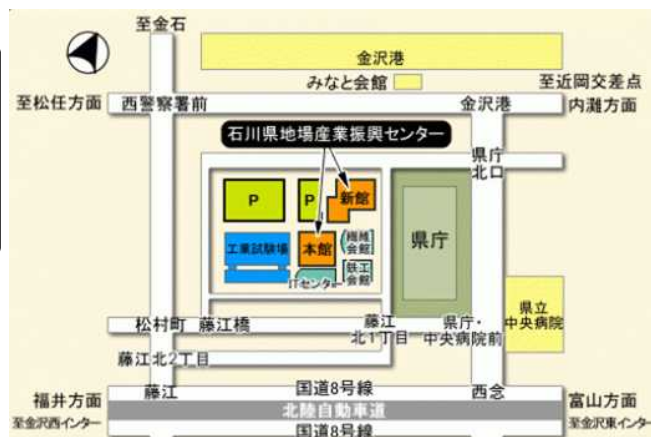 至金石
金沢港
みなと会館
至近岡交差点
至松任方面
西警察署前
金沢港
内灘方面
石川県地場産業振興センター
県庁
北口
P
P
新館
県庁
工業試験場
本館
繊維
会館
鉄工
会館
ITセンター
県立
中央病院
松村町
藤江橋
藤江
北1丁目
県庁・
中央病院前
藤江北2丁目
福井方面
藤江
国道8号線
西念
富山方面
北陸自動車道
至金沢西インター
国道8号線
至金沢東インター